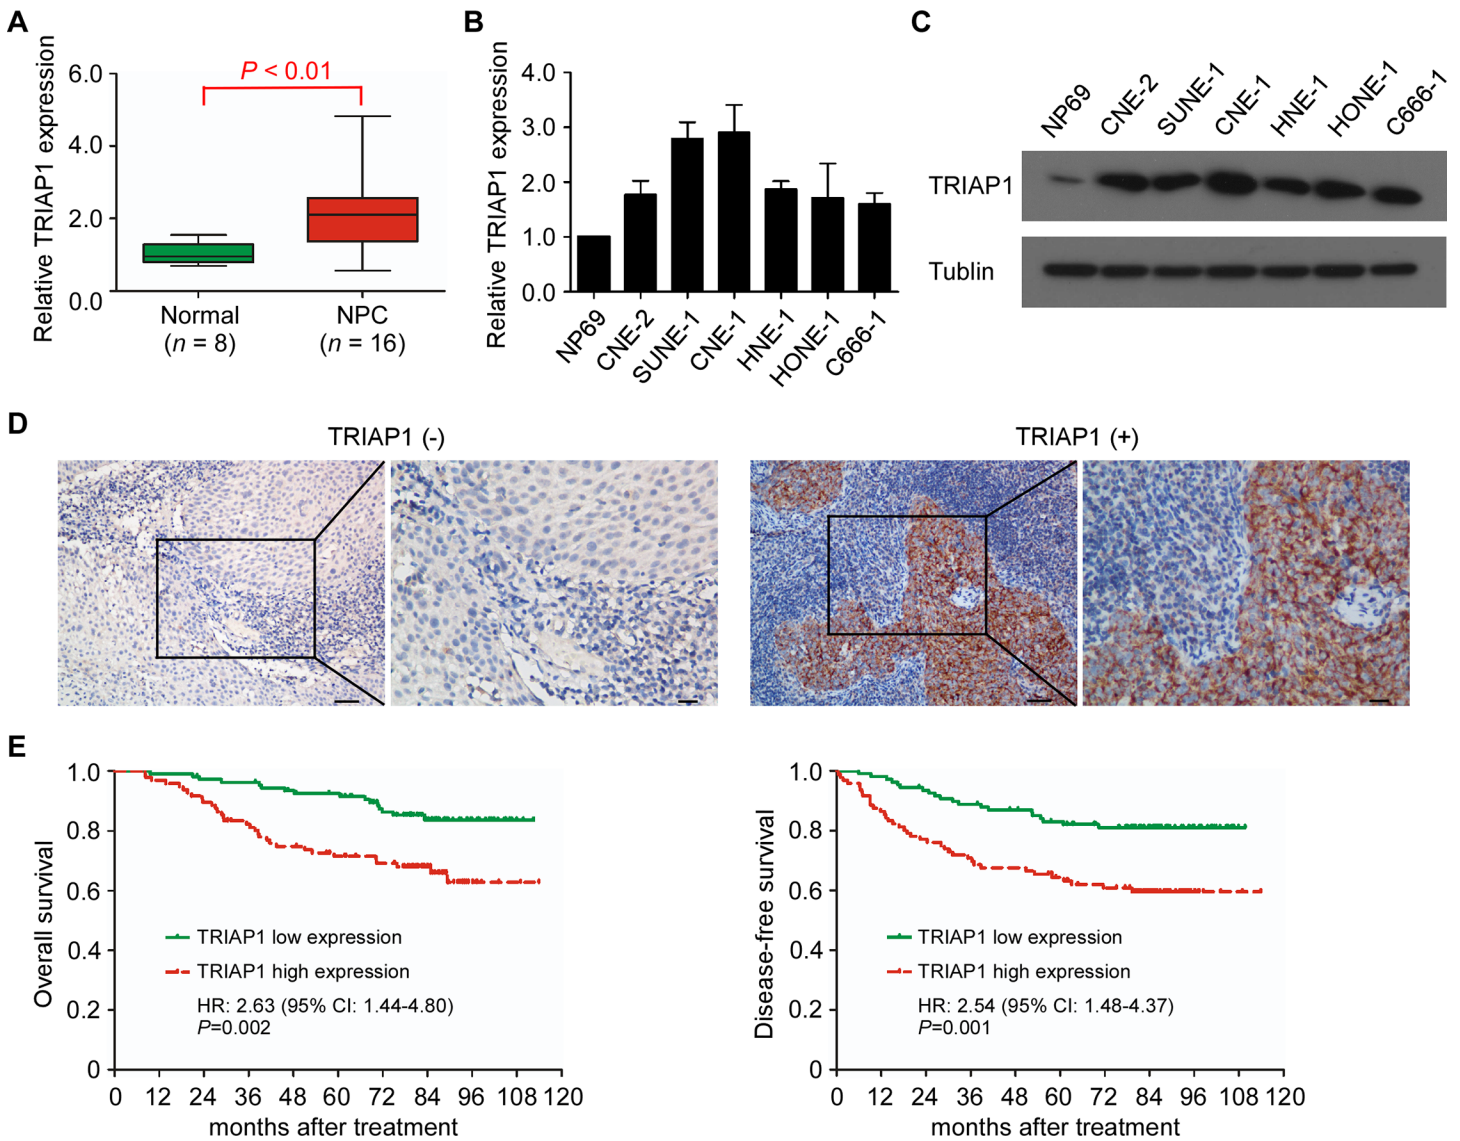 A
Relative TRIAP1 expression
6.0
4.0
2.0
0.0
P < 0.01
Normal
(n = 8)
NPC
(n = 16)
B
Relative TRIAP1 expression
4.0
3.0
2.0
1.0
0.0
NP69
CNE-2
SUNE-1
CNE-1
HNE-1
HONE-1
C666-1
C
NP69
CNE-2
SUNE-1
CNE-1
HNE-1
HONE-1
C666-1
TRIAP1
Tublin
D
TRIAP1 (-)
TRIAP1 (+)
E
Overall survival
1.0
0.8
0.6
0.4
0.2
0
TRIAP1 low expression
TRIAP1 high expression
HR: 2.63 (95% CI: 1.44-4.80)
P=0.002
0 12 24 36 48 60 72 84 96 108 120
months after treatment
Disease-free survival
1.0
0.8
0.6
0.4
0.2
0
TRIAP1 low expression
TRIAP1 high expression
HR: 2.54 (95% CI: 1.48-4.37)
P=0.001
0 12 24 36 48 60 72 84 96 108 120
months after treatment